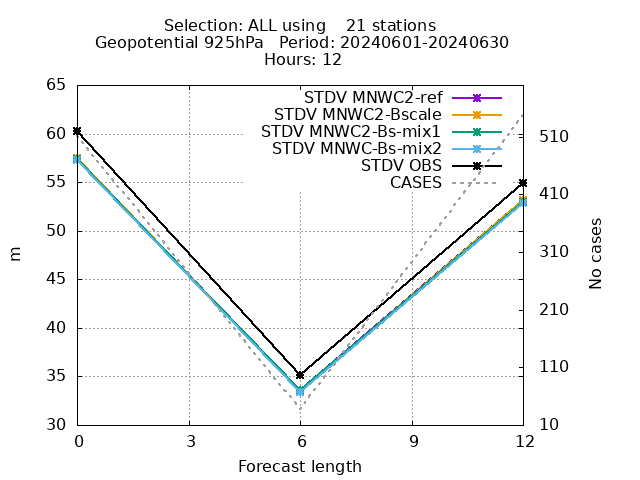 Selection: ALL using    21 stations
Geopotential 925hPa   Period: 20240601-20240630
Hours: 12
STDV MNWC2-ref
STDV MNWC2-Bscale
STDV MNWC2-Bs-mix1
STDV MNWC-Bs-mix2
STDV OBS
CASES
65
60
55
50
45
40
35
30
m
510
410
310
210
110
10
No cases
0 3 6 9 12
Forecast length